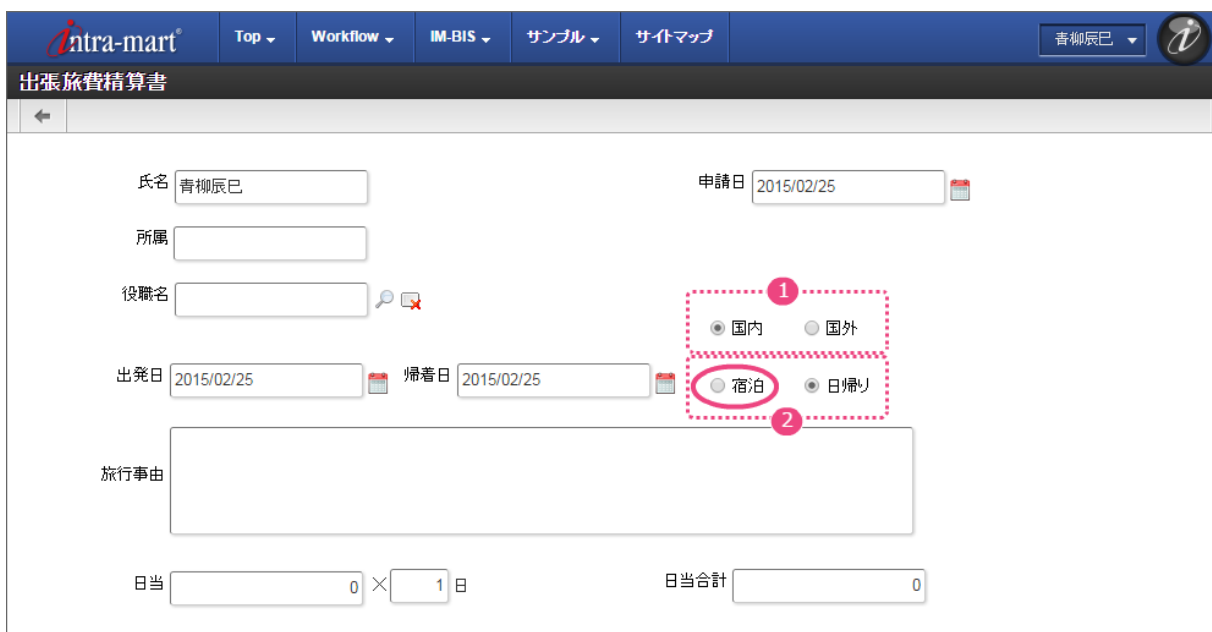 intra-mart® Top Workflow IM-BIS サンプル サイトマップ 青柳辰巳 i
出張旅費精算書
氏名 青柳辰巳 申請日 2015/02/25
所属
役職名
1
国内 国外
出発日 2015/02/25 帰着日 2015/02/25 宿泊 日帰り
2
旅行事由
日当 0 × 1 日 日当合計 0